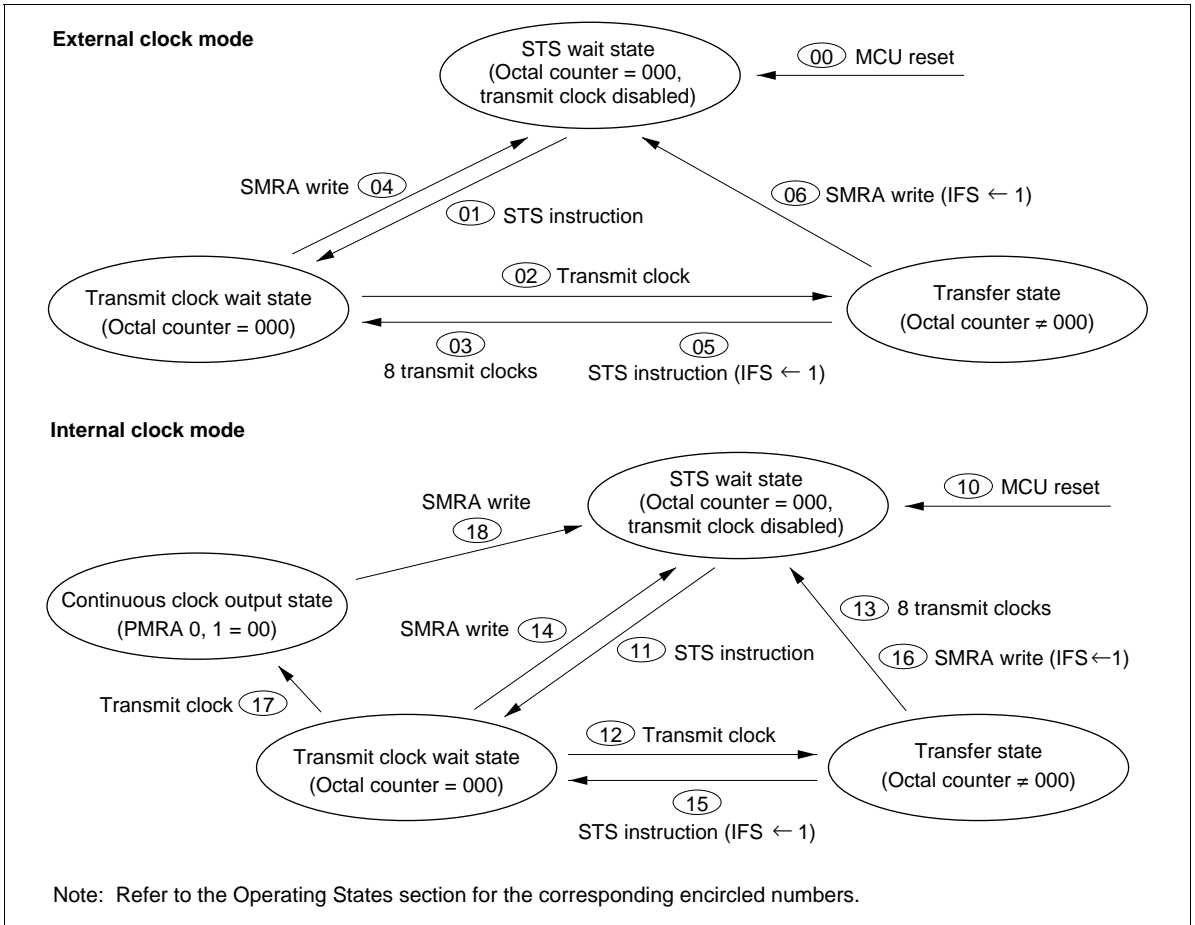 External clock mode
STS wait state
(Octal counter = 000,
transmit clock disabled)
00 MCU reset
SMRA write 04
01 STS instruction
06 SMRA write (IFS ← 1)
Transmit clock wait state
(Octal counter = 000)
02 Transmit clock
Transfer state
(Octal counter ≠ 000)
03
8 transmit clocks
05
STS instruction (IFS ← 1)
Internal clock mode
STS wait state
(Octal counter = 000,
transmit clock disabled)
10 MCU reset
SMRA write
18
Continuous clock output state
(PMRA 0, 1 = 00)
SMRA write 14
11 STS instruction
13 8 transmit clocks
16 SMRA write (IFS←1)
Transmit clock 17
Transmit clock wait state
(Octal counter = 000)
12 Transmit clock
Transfer state
(Octal counter ≠ 000)
15
STS instruction (IFS ← 1)
Note: Refer to the Operating States section for the corresponding encircled numbers.